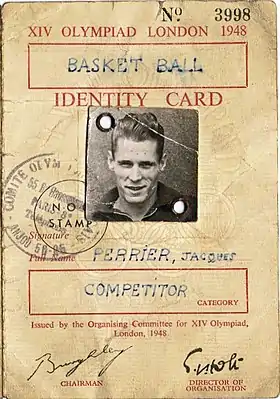 Nº 3998
XIV OLYMPIAD LONDON 1948
BASKET BALL
IDENTITY CARD
NO
STAMP
Signature
Full Name PERRIER, JACQUES
COMPETITOR
CATEGORY
Issued by the Organising Committee for XIV Olympiad,
London, 1948
CHAIRMAN
DIRECTOR OF
ORGANISATION